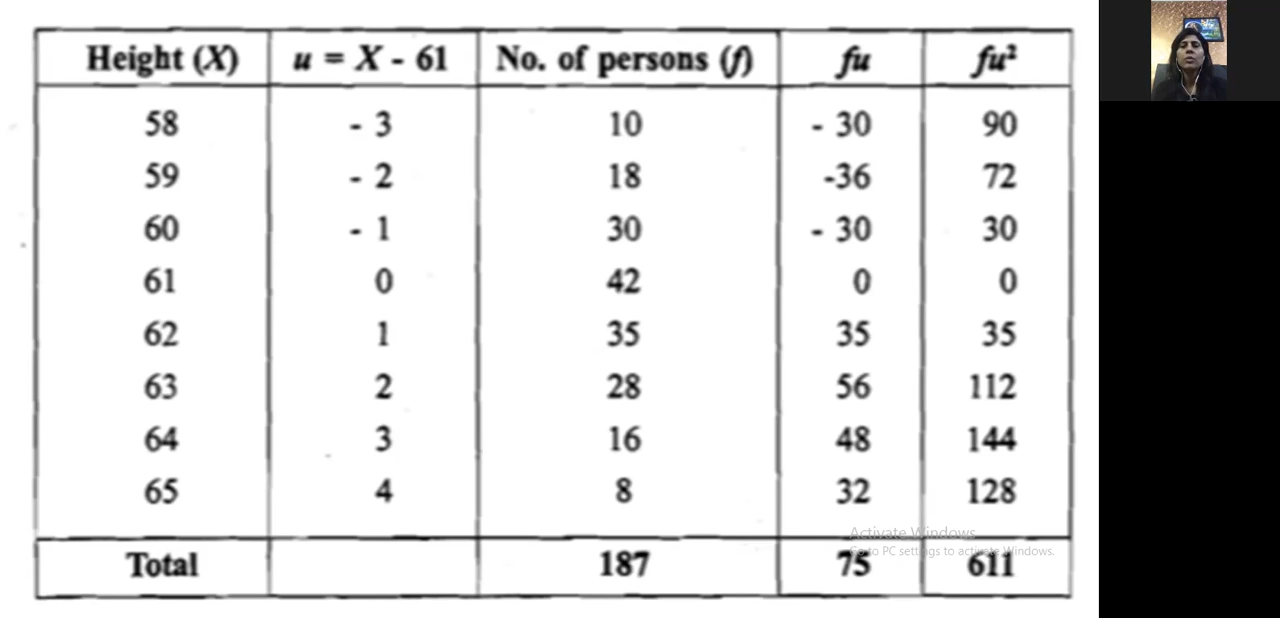 Height (X) u = X - 61 No. of persons (f) fu fu²
58 - 3 10 - 30 90
59 - 2 18 -36 72
60 - 1 30 - 30 30
61 0 42 0 0
62 1 35 35 35
63 2 28 56 112
64 3 16 48 144
65 4 8 32 128
Activate Windows
Go to PC settings to activate Windows.
Total 187 75 611